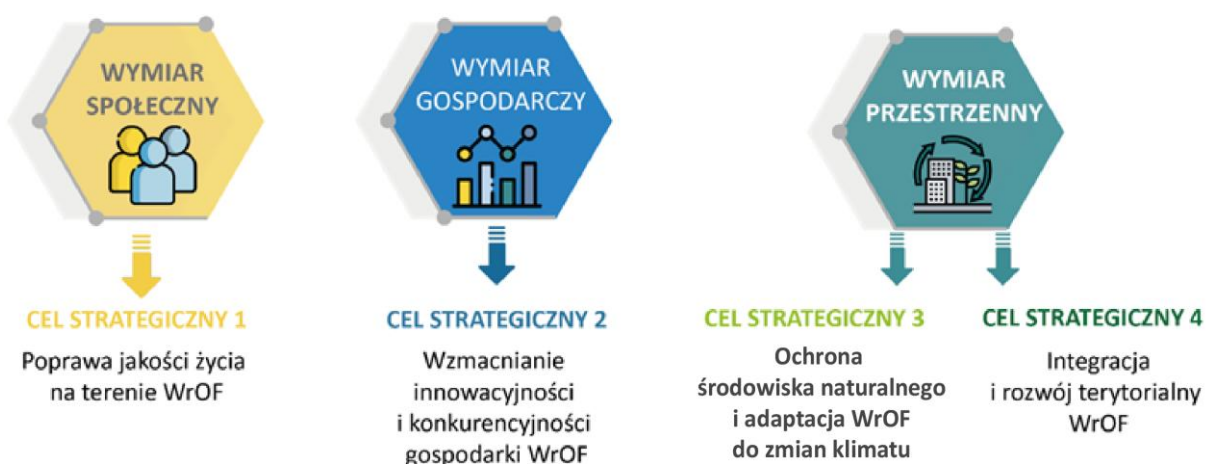 WYMIAR
SPOŁECZNY
CEL STRATEGICZNY 1
Poprawa jakości życia
na terenie WrOF
WYMIAR
GOSPODARCZY
CEL STRATEGICZNY 2
Wzmacnianie
innowacyjności
i konkurencyjności
gospodarki WrOF
WYMIAR
PRZESTRZENNY
CEL STRATEGICZNY 3
Ochrona
środowiska naturalnego
i adaptacja WrOF
do zmian klimatu
CEL STRATEGICZNY 4
Integracja
i rozwój terytorialny
WrOF